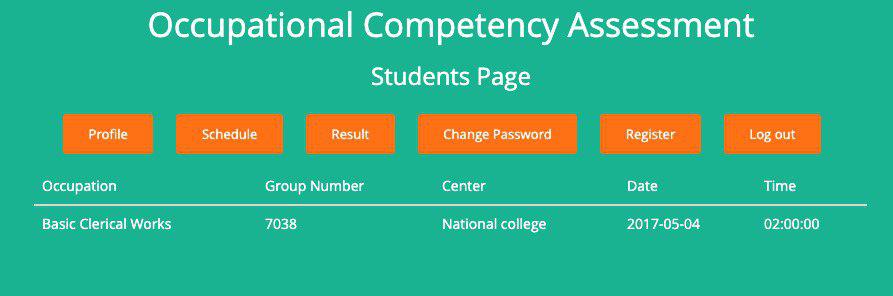 Occupational Competency Assessment
Students Page
Profile Schedule Result Change Password Register Log out
Occupation Group Number Center Date Time
Basic Clerical Works 7038 National college 2017-05-04 02:00:00